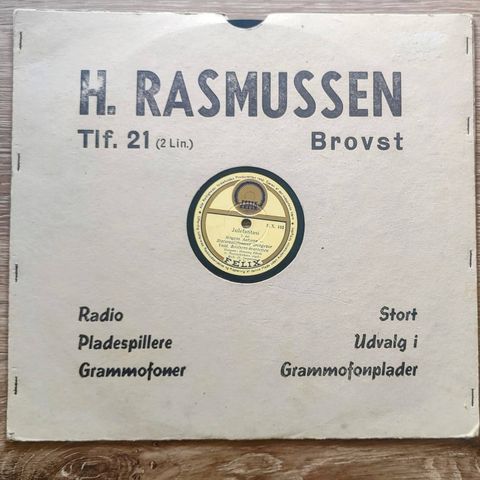 H. RASMUSSEN
Tlf. 21 (2 Lin.) Brovst
Julefantasi
FELIX
Radio Stort
Pladespillere Udvalg i
Grammofoner Grammofonplader